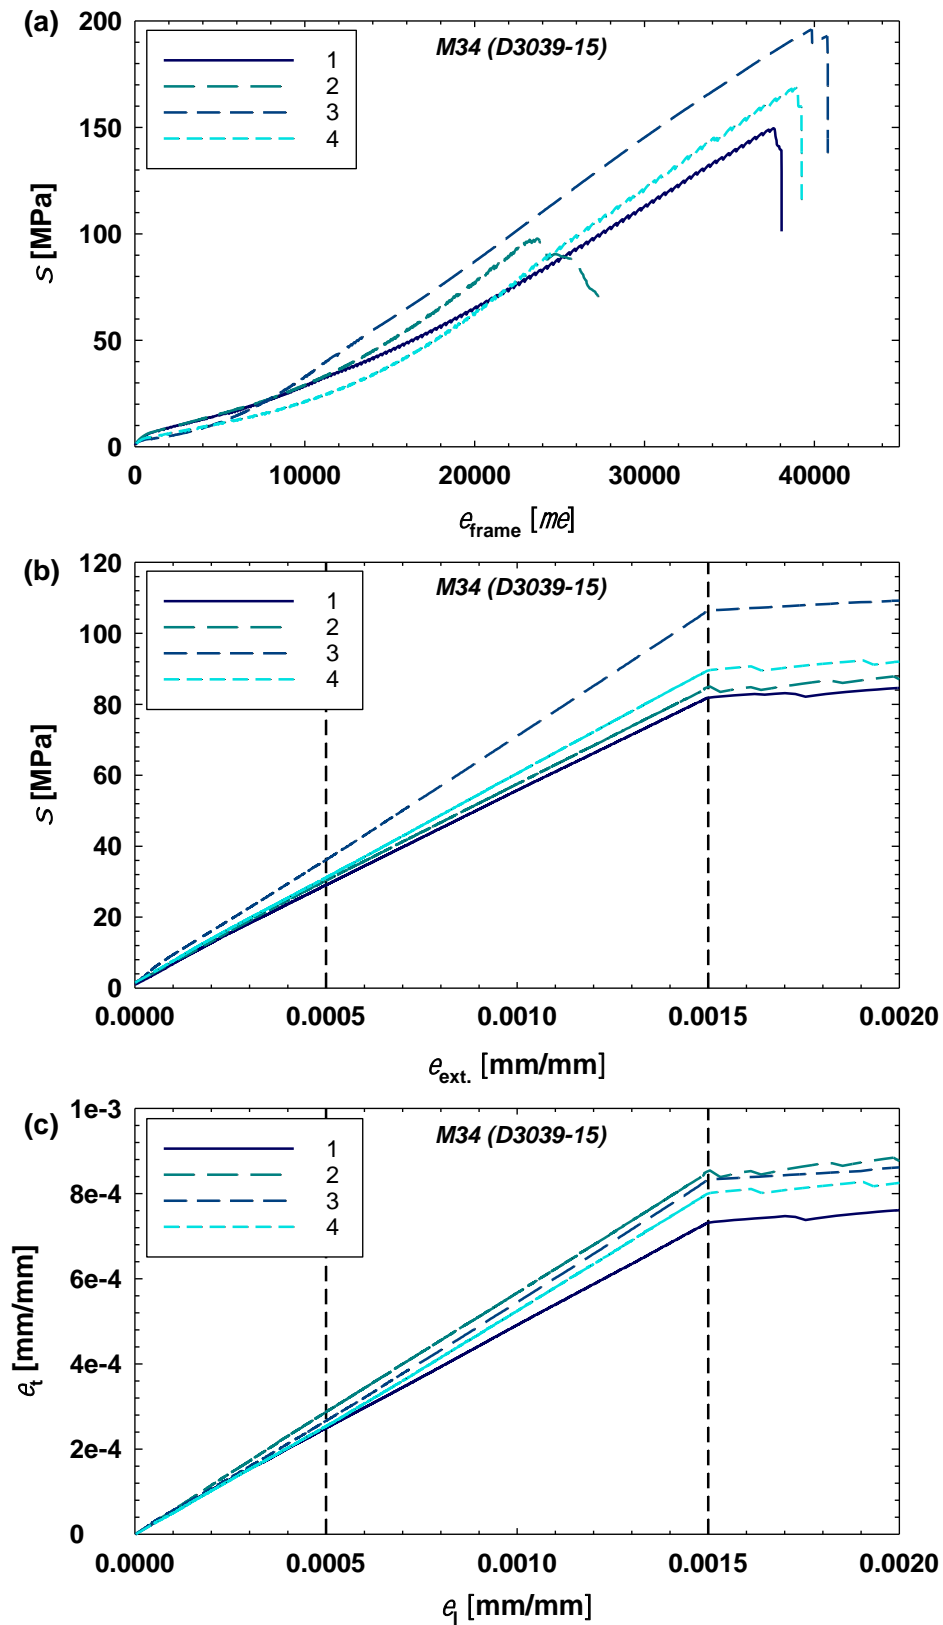 (a)
M34 (D3039-15)
1
2
3
4
200
150
100
50
0
s [MPa]
0 10000 20000 30000 40000
e frame [me]
(b)
M34 (D3039-15)
1
2
3
4
120
100
80
60
40
20
0
s [MPa]
0.0000 0.0005 0.0010 0.0015 0.0020
e ext. [mm/mm]
(c)
M34 (D3039-15)
1
2
3
4
1e-3
8e-4
6e-4
4e-4
2e-4
0
e t [mm/mm]
0.0000 0.0005 0.0010 0.0015 0.0020
e l [mm/mm]